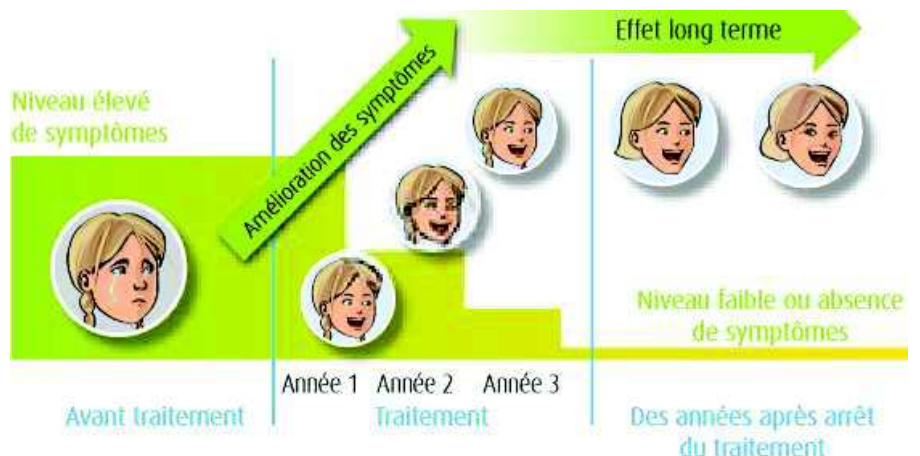 Effet long terme
Amélioration des symptômes
Niveau élevé
de symptômes
Niveau faible ou absence
de symptômes
Année 1
Année 2
Année 3
Avant traitement
Traitement
Des années après arrêt
du traitement